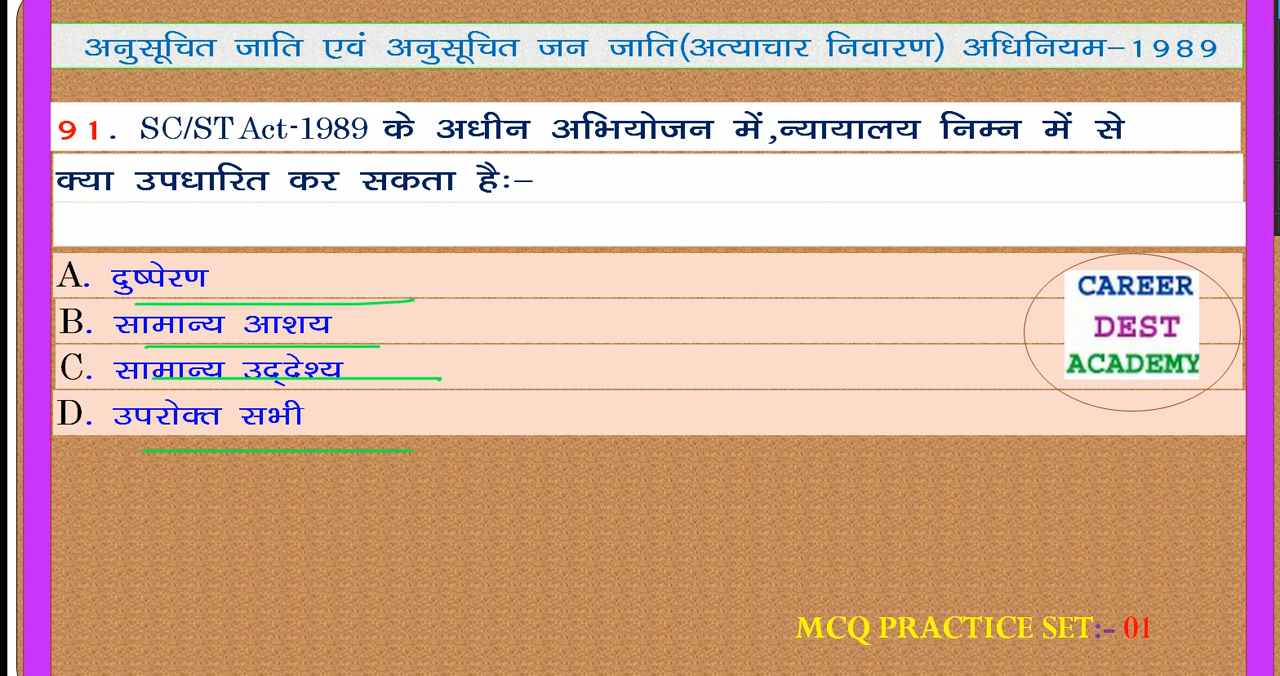 अनुसूचित जाति एवं अनुसूचित जन जाति(अत्याचार निवारण) अधिनियम–1989
91. SC/ST Act-1989 के अधीन अभियोजन में,न्यायालय निम्न में से
क्या उपधारित कर सकता हैः–
A. दुष्पेरण
B. सामान्य आशय
C. सामान्य उद्देश्य
D. उपरोक्त सभी
CAREER
DEST
ACADEMY
MCQ PRACTICE SET:- 01